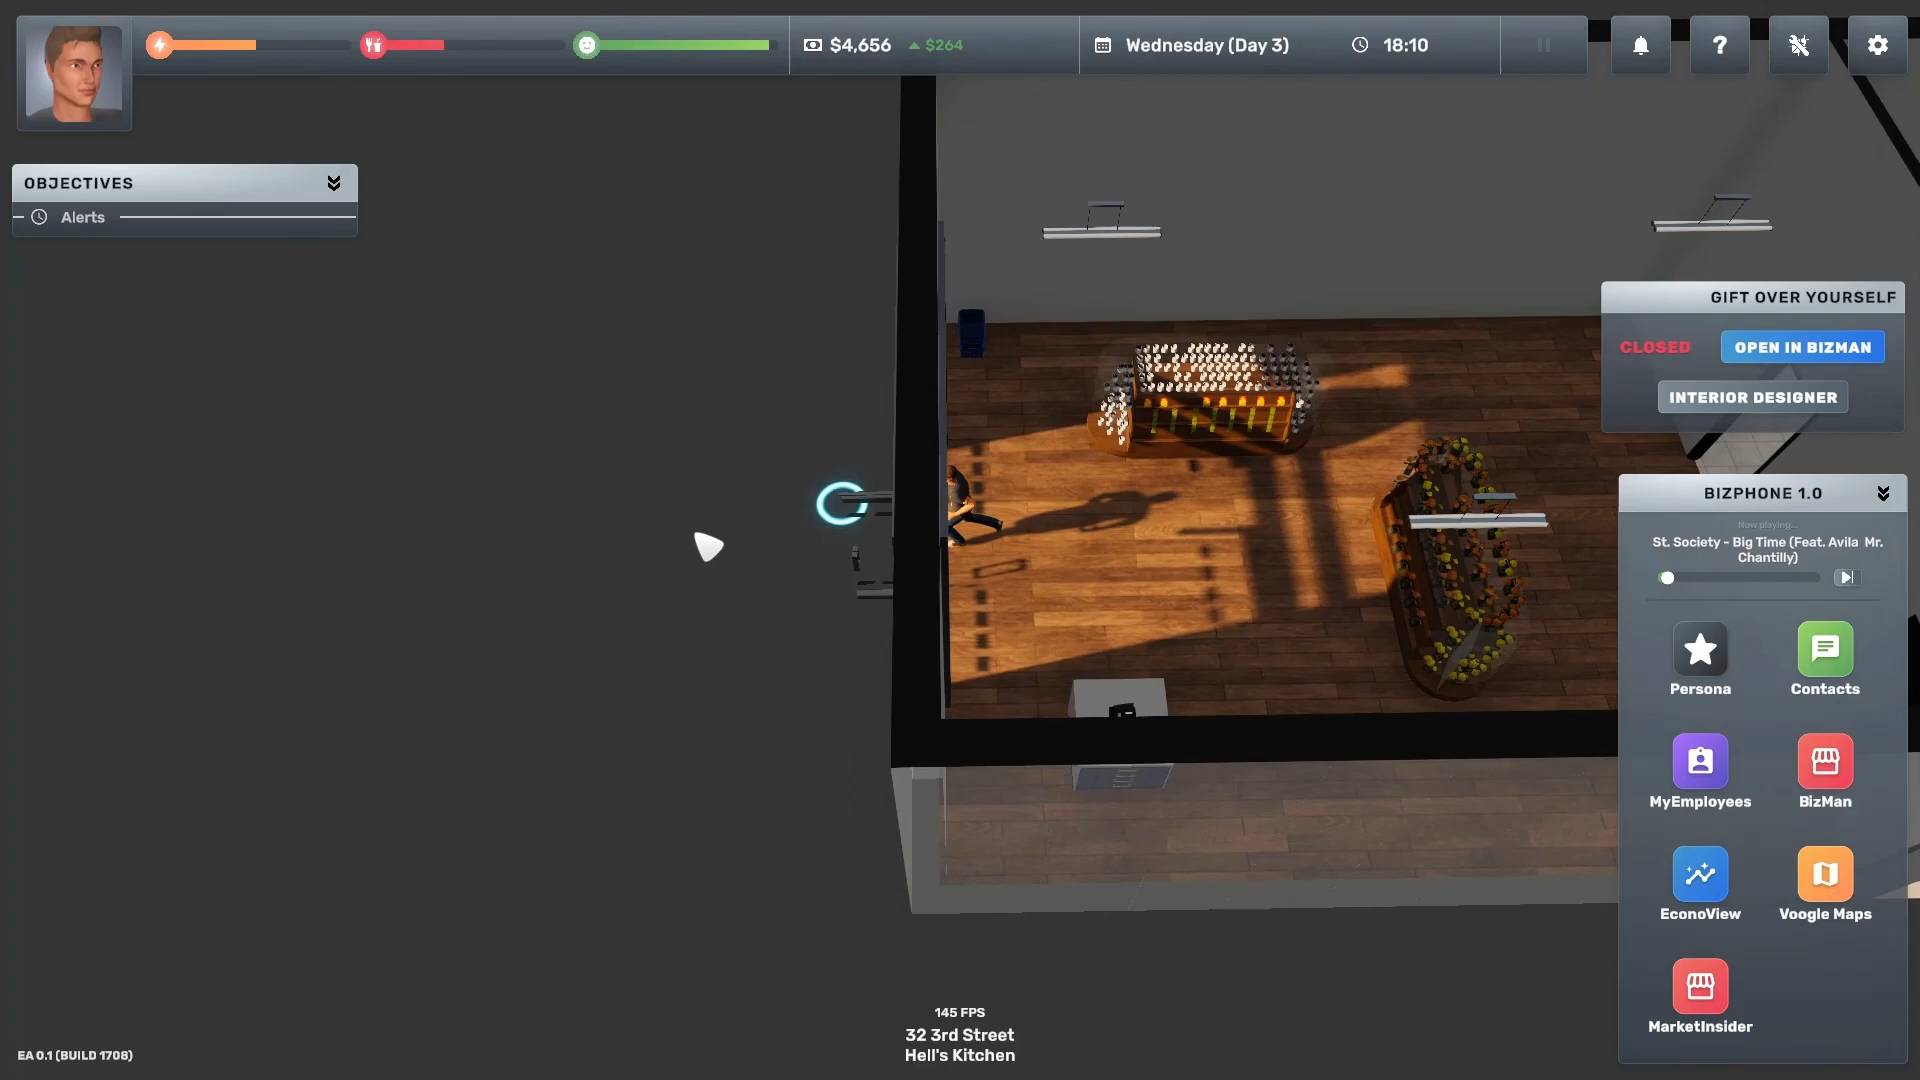 $4,656
$264
Wednesday (Day 3)
18:10
?
OBJECTIVES
Alerts
GIFT OVER YOURSELF
CLOSED
OPEN IN BIZMAN
INTERIOR DESIGNER
BIZPHONE 1.0
Now playing...
St. Society - Big Time (Feat. Avila Mr.
Chantilly)
Persona
Contacts
MyEmployees
BizMan
EconoView
Voogle Maps
MarketInsider
145 FPS
32 3rd Street
Hell's Kitchen
EA 0.1 (BUILD 1708)